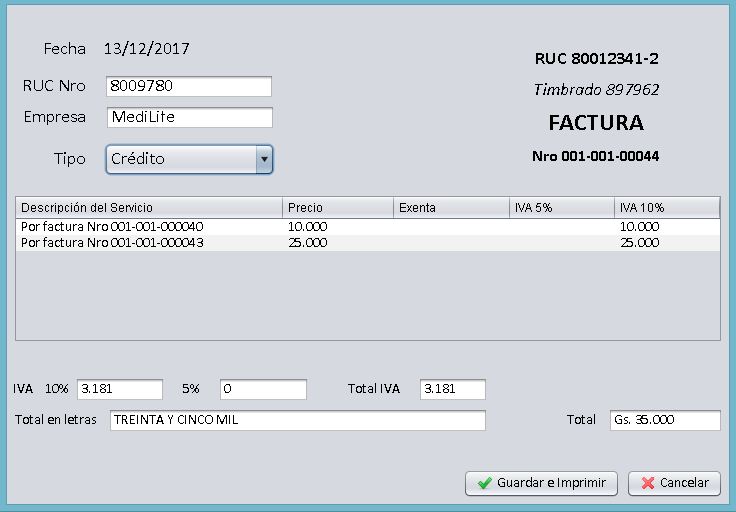 Fecha 13/12/2017
RUC 80012341-2
RUC Nro 8009780
Timbrado 897962
Empresa MediLite
FACTURA
Tipo Crédito
Nro 001-001-00044
Descripción del Servicio Precio Exenta IVA 5% IVA 10%
Por factura Nro 001-001-000040 10.000 10.000
Por factura Nro 001-001-000043 25.000 25.000
IVA 10% 3.181 5% 0 Total IVA 3.181
Total en letras TREINTA Y CINCO MIL Total Gs. 35.000
Guardar e Imprimir Cancelar